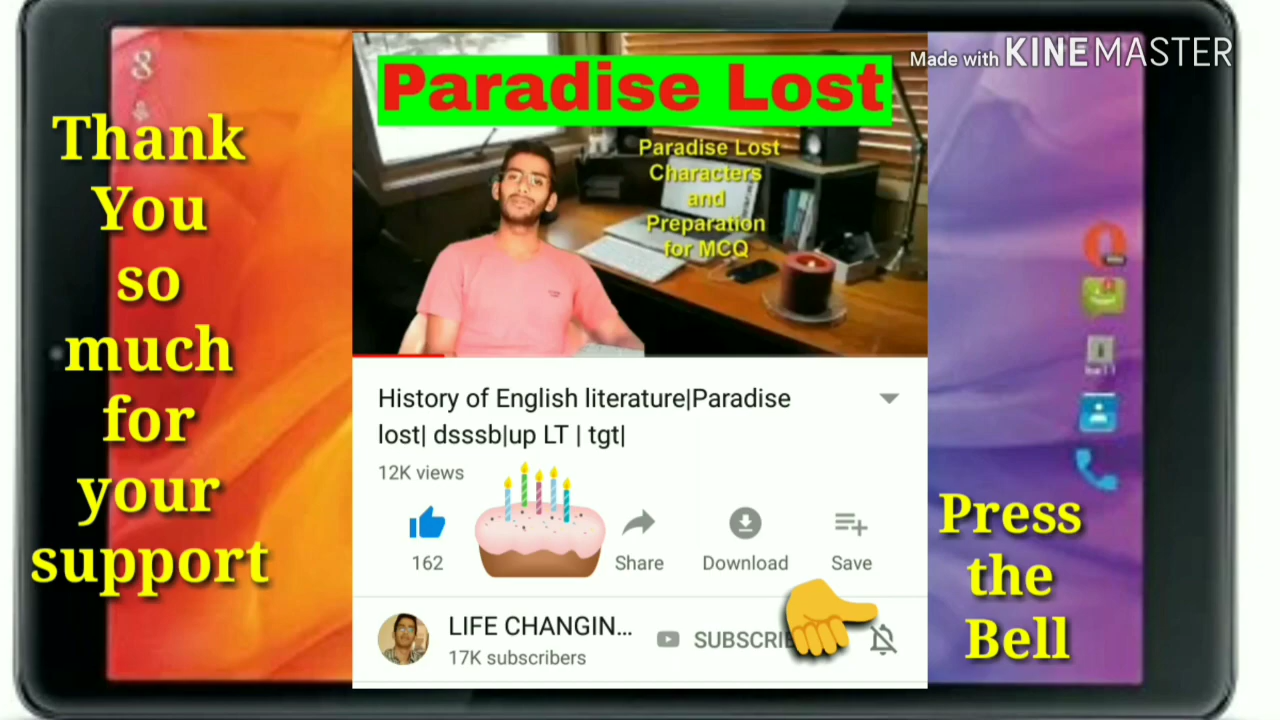 Made with KINEMASTER
Thank
You
so
much
for
your
support
Paradise Lost
Paradise Lost
Characters
and
Preparation
for MCQ
History of English literature|Paradise
lost| dsssb|up LT | tgt|
12K views
162
Share
Download
Save
LIFE CHANGIN...
17K subscribers
Press
the
Bell